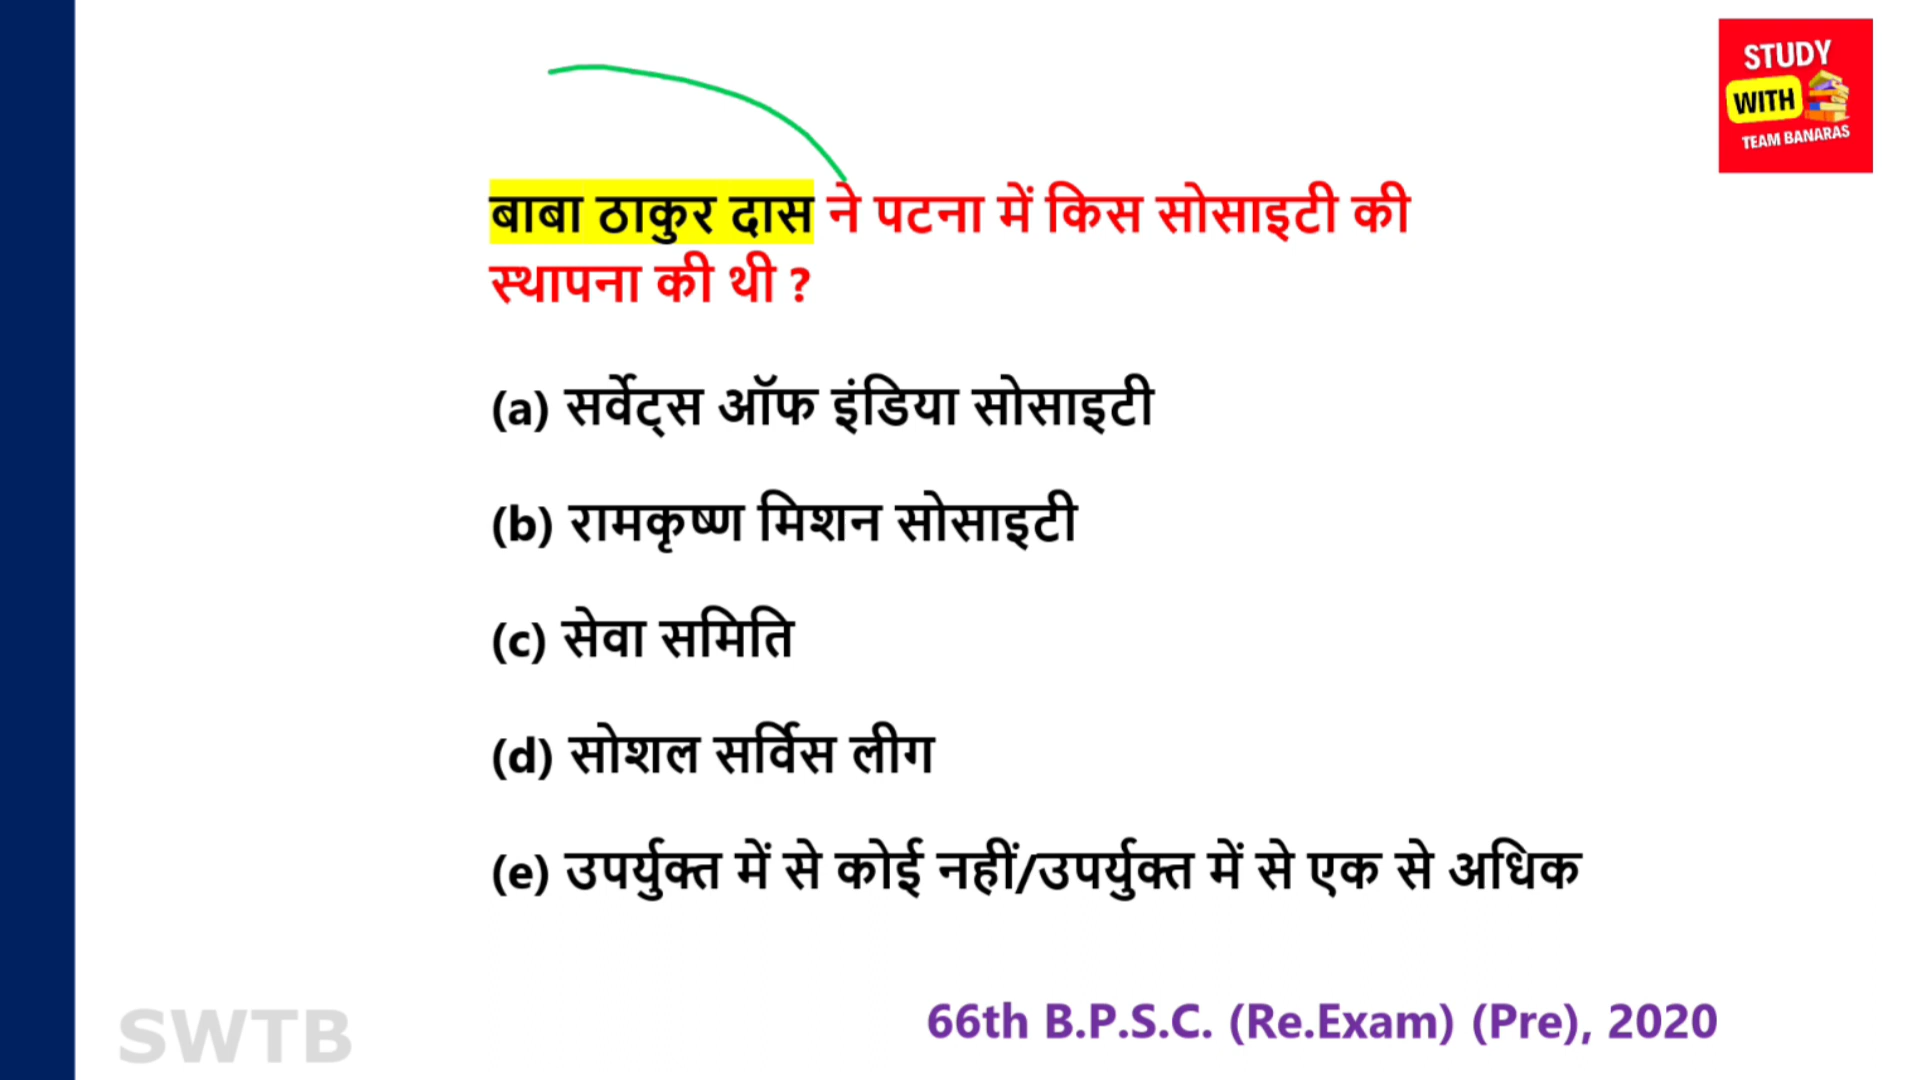 STUDY
WITH
TEAM BANARAS
बाबा ठाकुर दास ने पटना में किस सोसाइटी की
स्थापना की थी ?
(a) सर्वेट्स ऑफ इंडिया सोसाइटी
(b) रामकृष्ण मिशन सोसाइटी
(c) सेवा समिति
(d) सोशल सर्विस लीग
(e) उपर्युक्त में से कोई नहीं/उपर्युक्त में से एक से अधिक
SWTB
66th B.P.S.C. (Re.Exam) (Pre), 2020